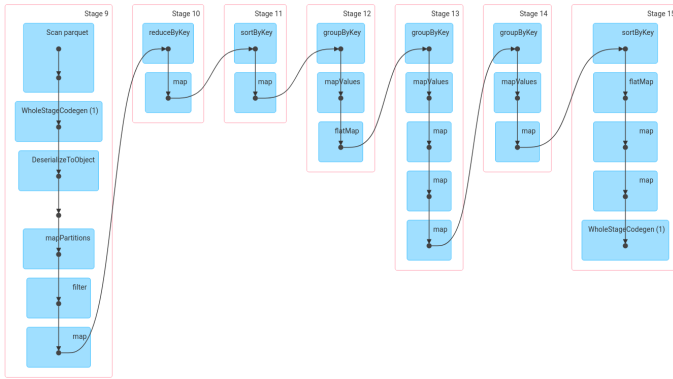 Stage 9
Scan parquet
WholeStageCodegen (1)
DeserializeToObject
mapPartitions
filter
map
Stage 10
reduceByKey
map
Stage 11
sortByKey
map
Stage 12
groupByKey
mapValues
flatMap
Stage 13
groupByKey
mapValues
map
map
map
Stage 14
groupByKey
mapValues
map
Stage 15
sortByKey
flatMap
map
map
WholeStageCodegen (1)